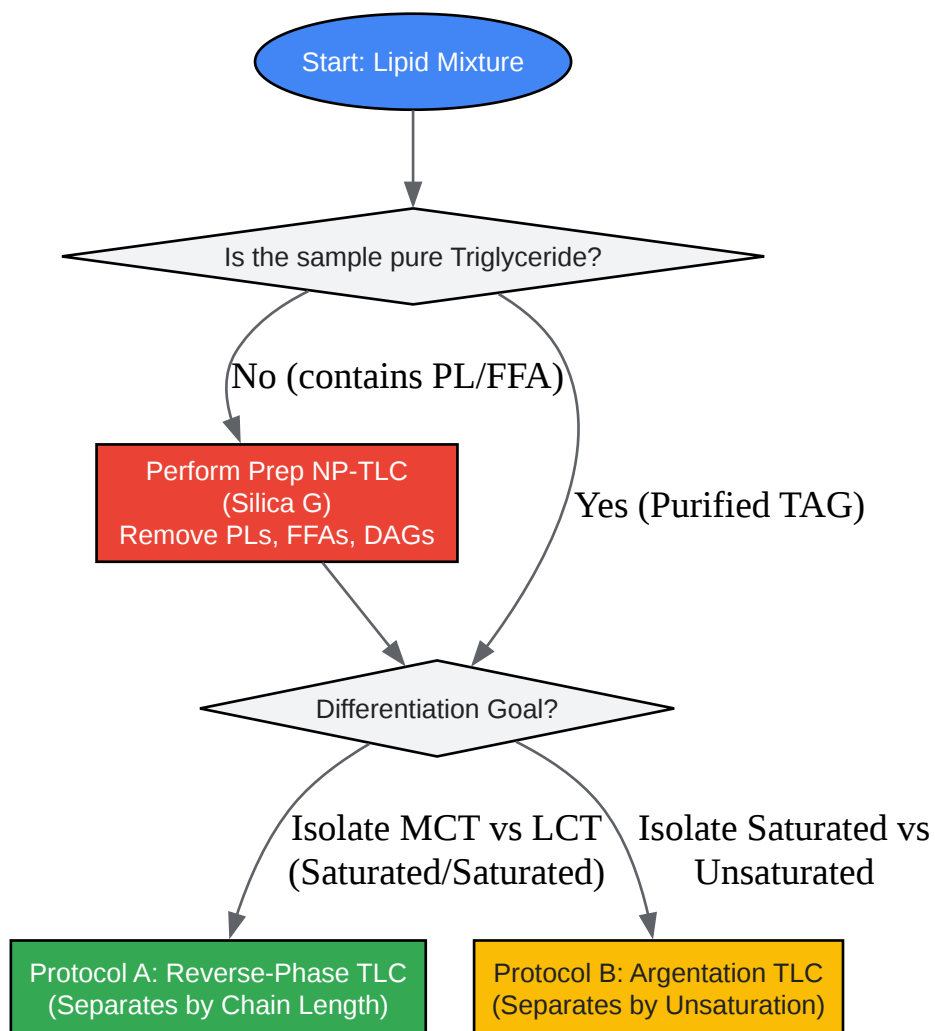 Start: Lipid Mixture
Is the sample pure Triglyceride?
No (contains PL/FFA)
Perform Prep NP-TLC
(Silica G)
Remove PLs, FFAs, DAGs
Yes (Purified TAG)
Differentiation Goal?
Isolate MCT vs LCT
(Saturated/Saturated)
Isolate Saturated vs
Unsaturated
Protocol A: Reverse-Phase TLC
(Separates by Chain Length)
Protocol B: Argentation TLC
(Separates by Unsaturation)